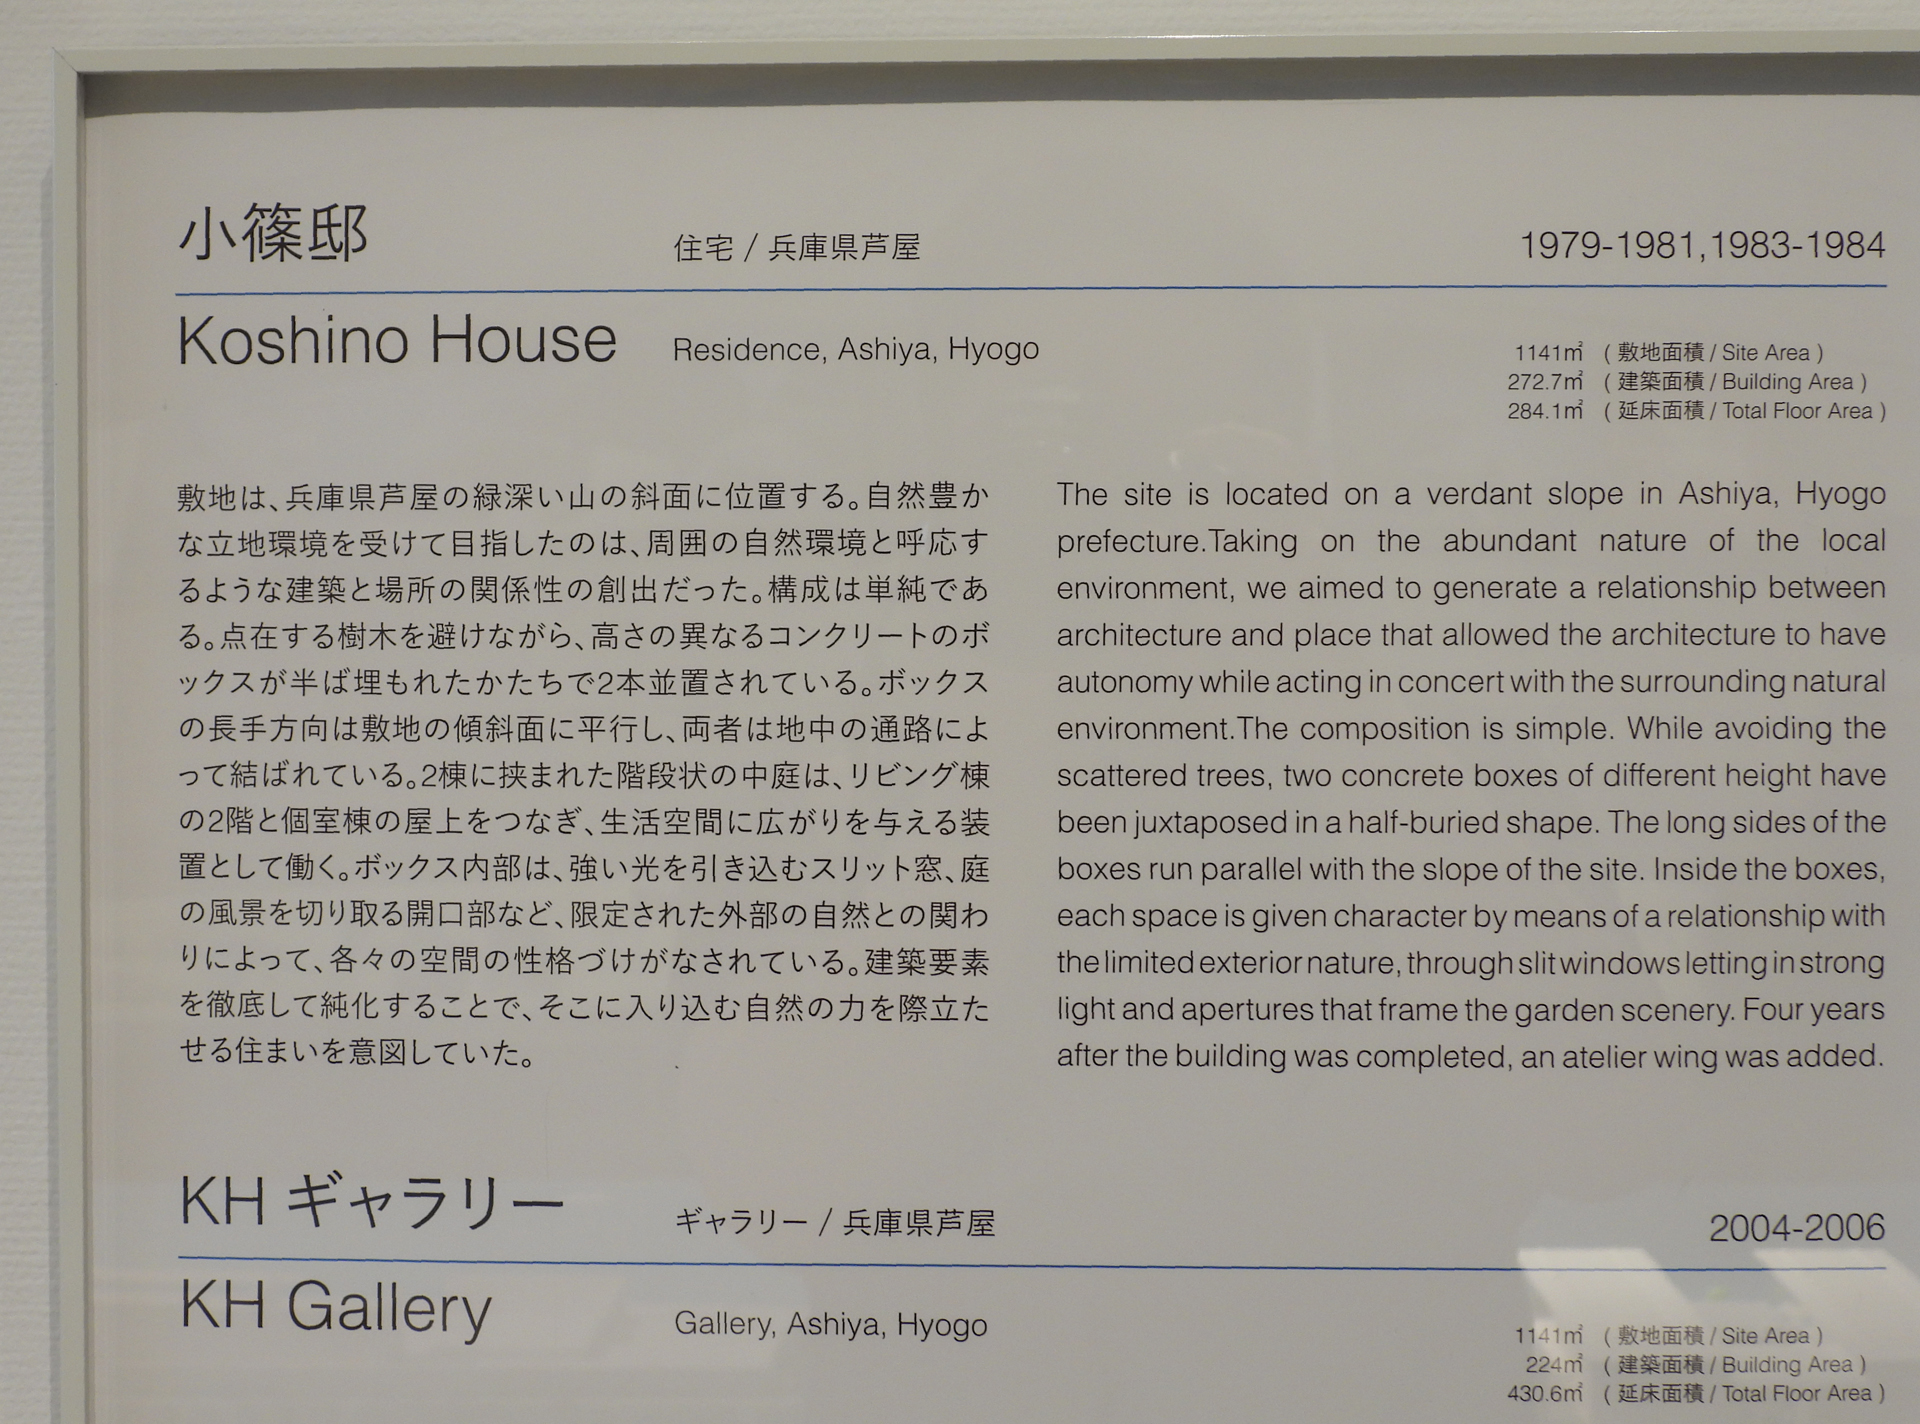 小篠邸
住宅 / 兵庫県芦屋
1979-1981,1983-1984
Koshino House
Residence, Ashiya, Hyogo
1141㎡ ( 敷地面積 / Site Area )
272.7㎡ ( 建築面積 / Building Area )
284.1㎡ ( 延床面積 / Total Floor Area )
敷地は、兵庫県芦屋の緑深い山の斜面に位置する。自然豊か
な立地環境を受けて目指したのは、周囲の自然環境と呼応す
るような建築と場所の関係性の創出だった。構成は単純であ
る。点在する樹木を避けながら、高さの異なるコンクリートのボ
ックスが半ば埋もれたかたちで2本並置されている。ボックス
の長手方向は敷地の傾斜面に平行し、両者は地中の通路によ
って結ばれている。2棟に挟まれた階段状の中庭は、リビング棟
の2階と個室棟の屋上をつなぎ、生活空間に広がりを与える装
置として働く。ボックス内部は、強い光を引き込むスリット窓、庭
の風景を切り取る開口部など、限定された外部の自然との関わ
りによって、各々の空間の性格づけがなされている。建築要素
を徹底して純化することで、そこに入り込む自然の力を際立た
せる住まいを意図していた。
The site is located on a verdant slope in Ashiya, Hyogo
prefecture.Taking on the abundant nature of the local
environment, we aimed to generate a relationship between
architecture and place that allowed the architecture to have
autonomy while acting in concert with the surrounding natural
environment.The composition is simple. While avoiding the
scattered trees, two concrete boxes of different height have
been juxtaposed in a half-buried shape. The long sides of the
boxes run parallel with the slope of the site. Inside the boxes,
each space is given character by means of a relationship with
the limited exterior nature, through slit windows letting in strong
light and apertures that frame the garden scenery. Four years
after the building was completed, an atelier wing was added.
KH ギャラリー
ギャラリー / 兵庫県芦屋
2004-2006
KH Gallery
Gallery, Ashiya, Hyogo
1141㎡ ( 敷地面積 / Site Area )
224㎡ ( 建築面積 / Building Area )
430.6㎡ ( 延床面積 / Total Floor Area )